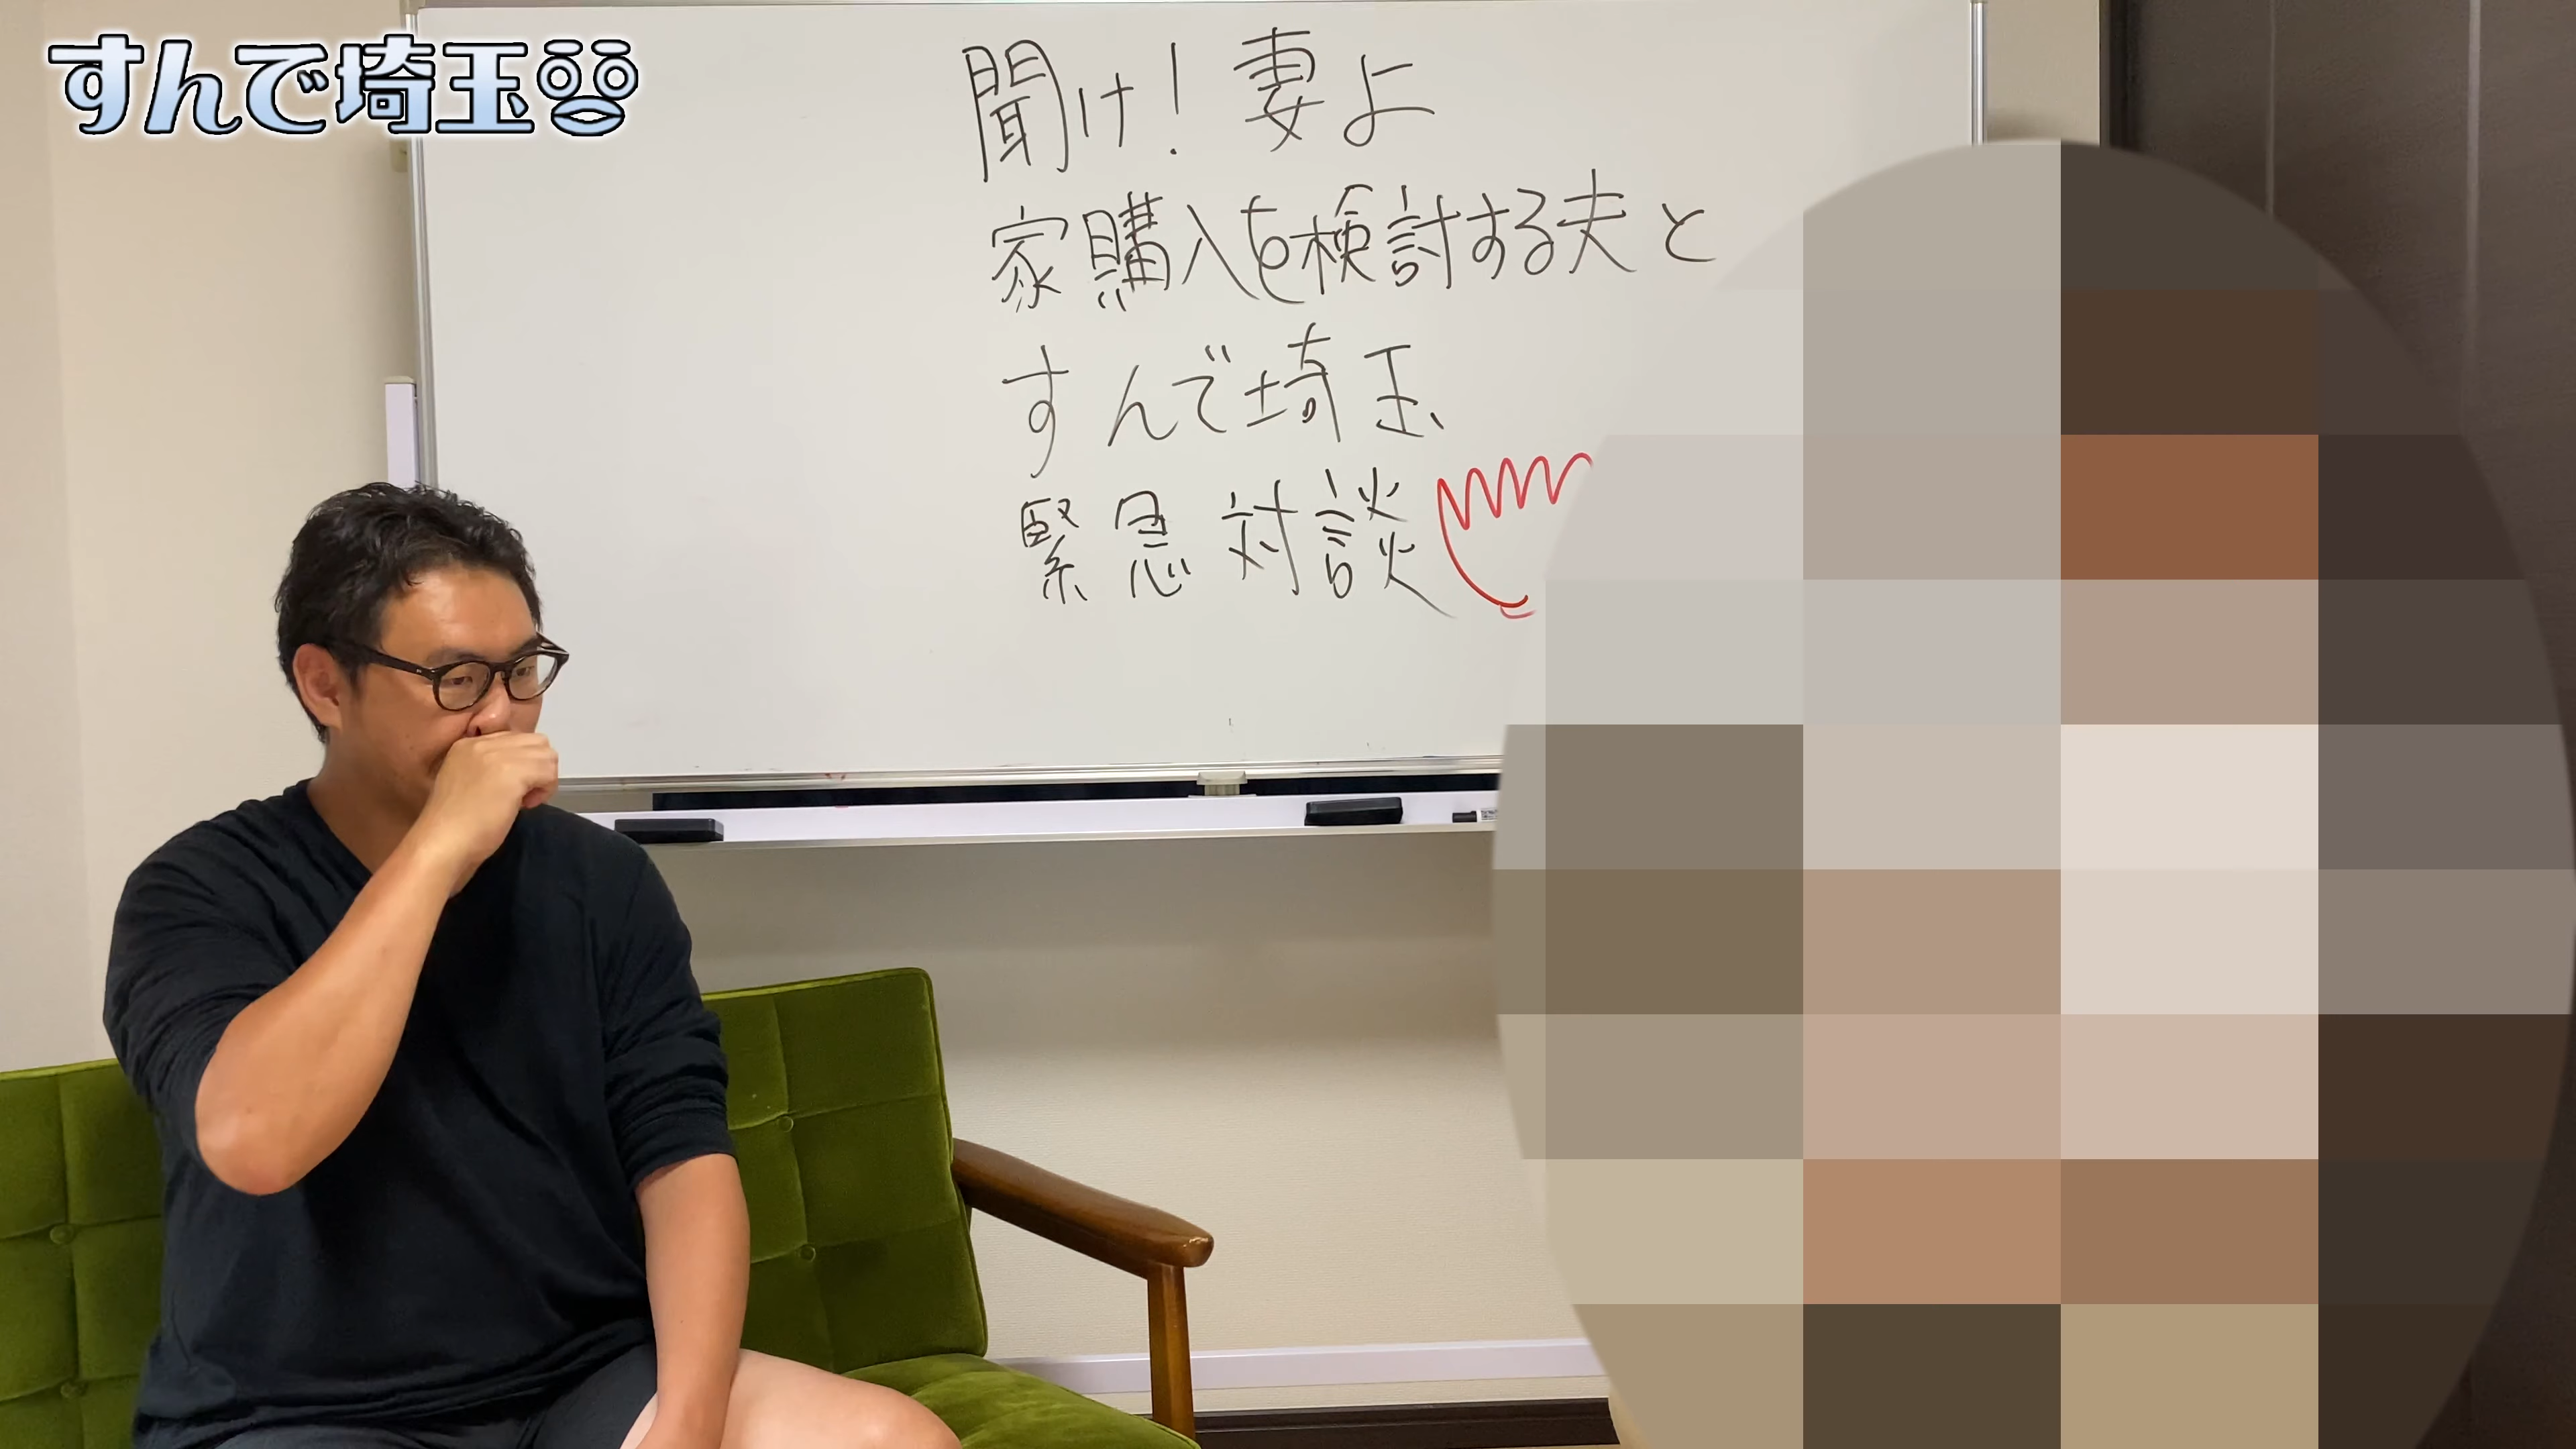 すんで埼玉
聞け!妻よ
家購入を検討する夫と
すんで埼玉
緊急対談